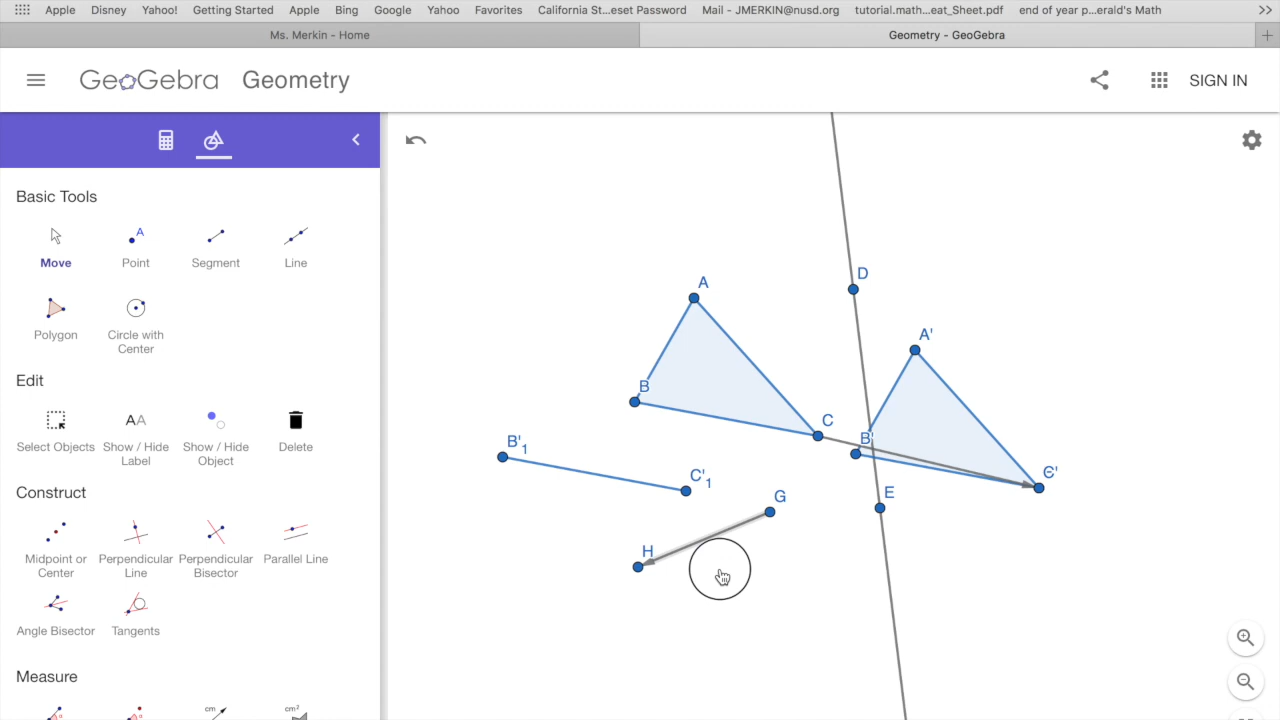 Apple Disney Yahoo! Getting Started Apple Bing Google Yahoo Favorites California St...eset Password Mail - JMERKIN@nusd.org tutorial.math...eat_Sheet.pdf end of year p...erald's Math >>
Ms. Merkin - Home Geometry - GeoGebra +
GeoGebra Geometry SIGN IN
Basic Tools
A
Move Point Segment Line
Polygon Circle with Center
Edit
AA
Select Objects Show / Hide Label Show / Hide Object Delete
Construct
Midpoint or Center Perpendicular Line Perpendicular Bisector Parallel Line
Angle Bisector Tangents
Measure
cm cm²
D
A
A'
B
C
B'
B'₁
C'₁
C'
G
E
H